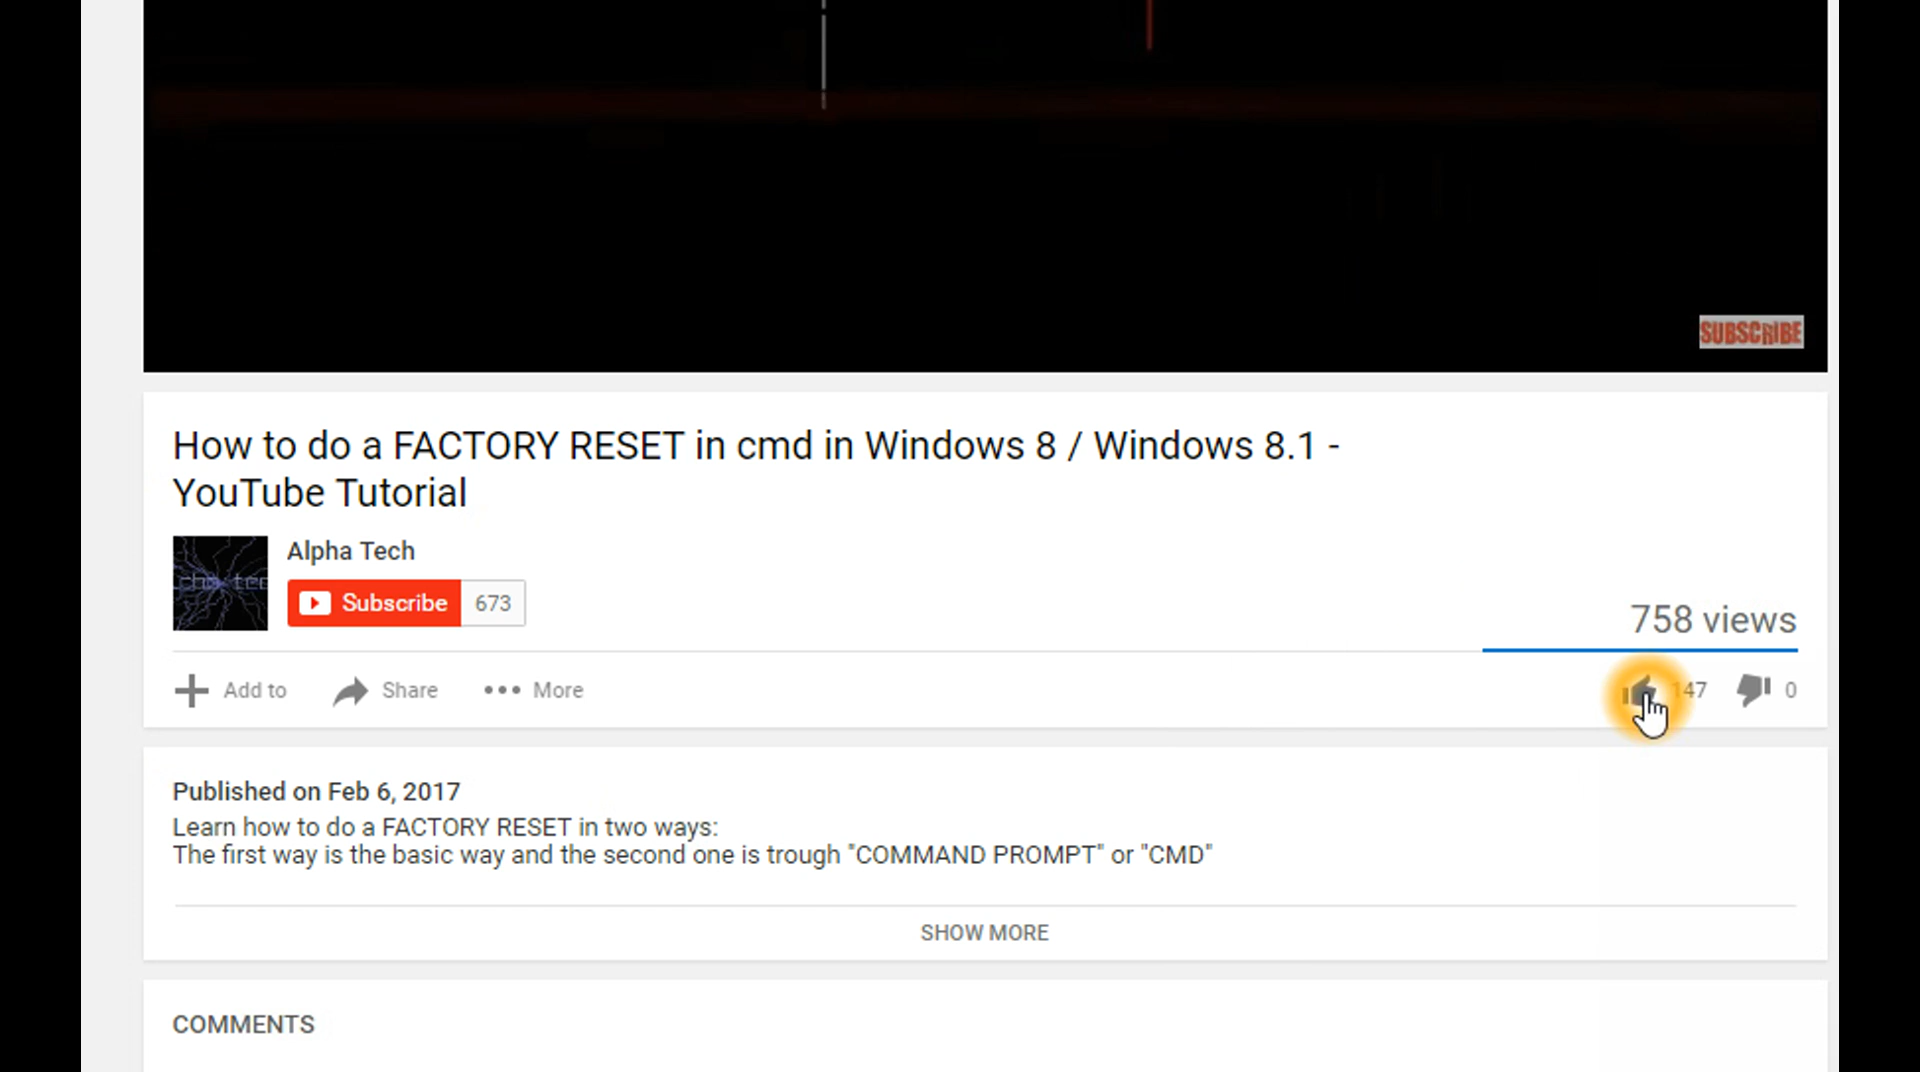 SUBSCRIBE
How to do a FACTORY RESET in cmd in Windows 8 / Windows 8.1 -
YouTube Tutorial
Alpha Tech
Subscribe 673
758 views
Add to Share More 147 0
Published on Feb 6, 2017
Learn how to do a FACTORY RESET in two ways:
The first way is the basic way and the second one is trough "COMMAND PROMPT" or "CMD"
SHOW MORE
COMMENTS